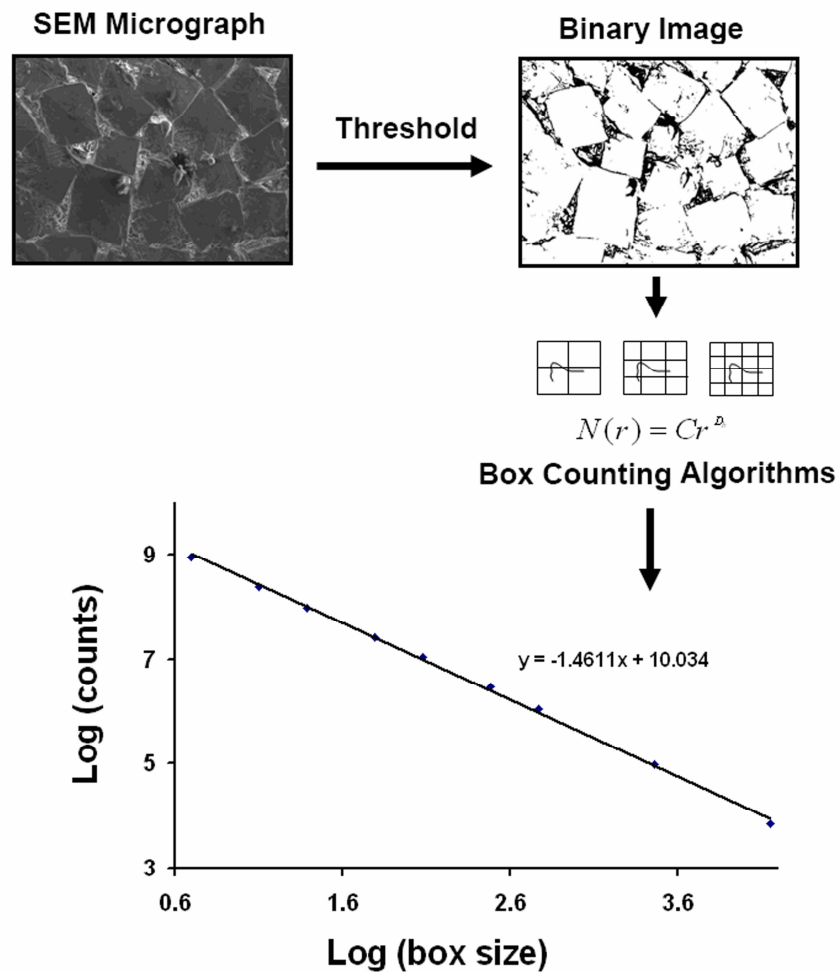 SEM Micrograph
Binary Image
Threshold
N(r) = Cr^D
Box Counting Algorithms
9
7
5
3
Log (counts)
y = -1.4611x + 10.034
0.6 1.6 2.6 3.6
Log (box size)